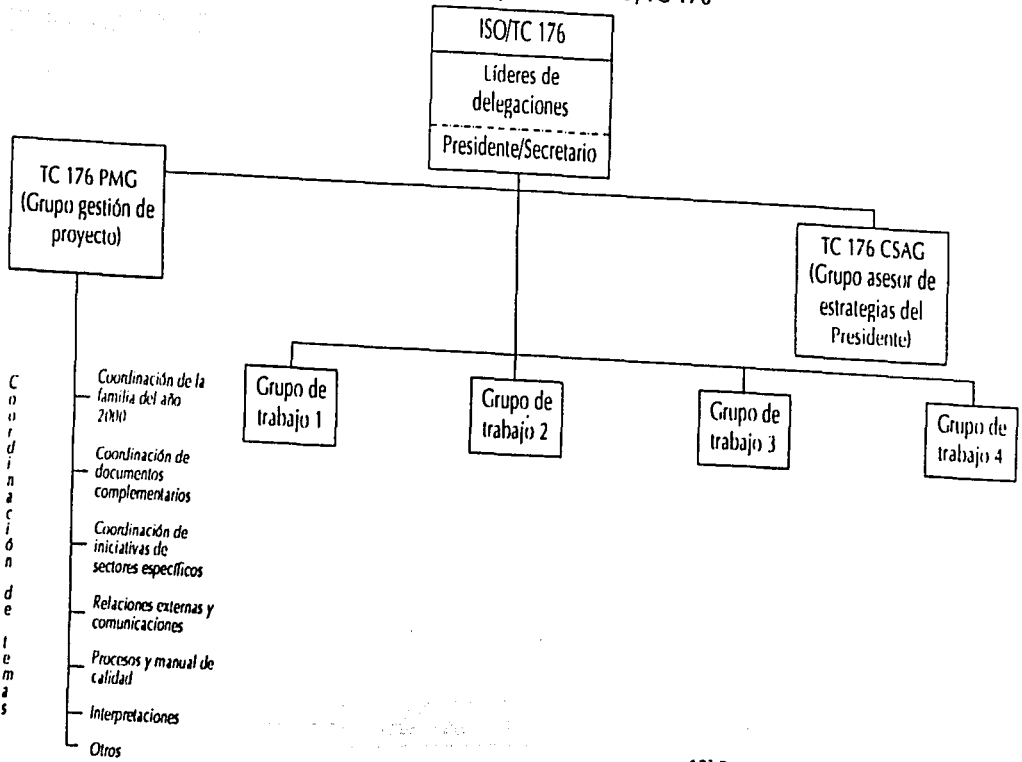 ISO/TC 176
Líderes de
delegaciones
Presidente/Secretario
TC 176 PMG
(Grupo gestión de
proyecto)
TC 176 CSAG
(Grupo asesor de
estrategias del
Presidente)
Grupo de
trabajo 1
Grupo de
trabajo 2
Grupo de
trabajo 3
Grupo de
trabajo 4
Coordinación de temas
Coordinación de la
familia del año
2000
Coordinación de
documentos
complementarios
Coordinación de
iniciativas de
sectores específicos
Relaciones externas y
comunicaciones
Procesos y manual de
calidad
Interpretaciones
Otros